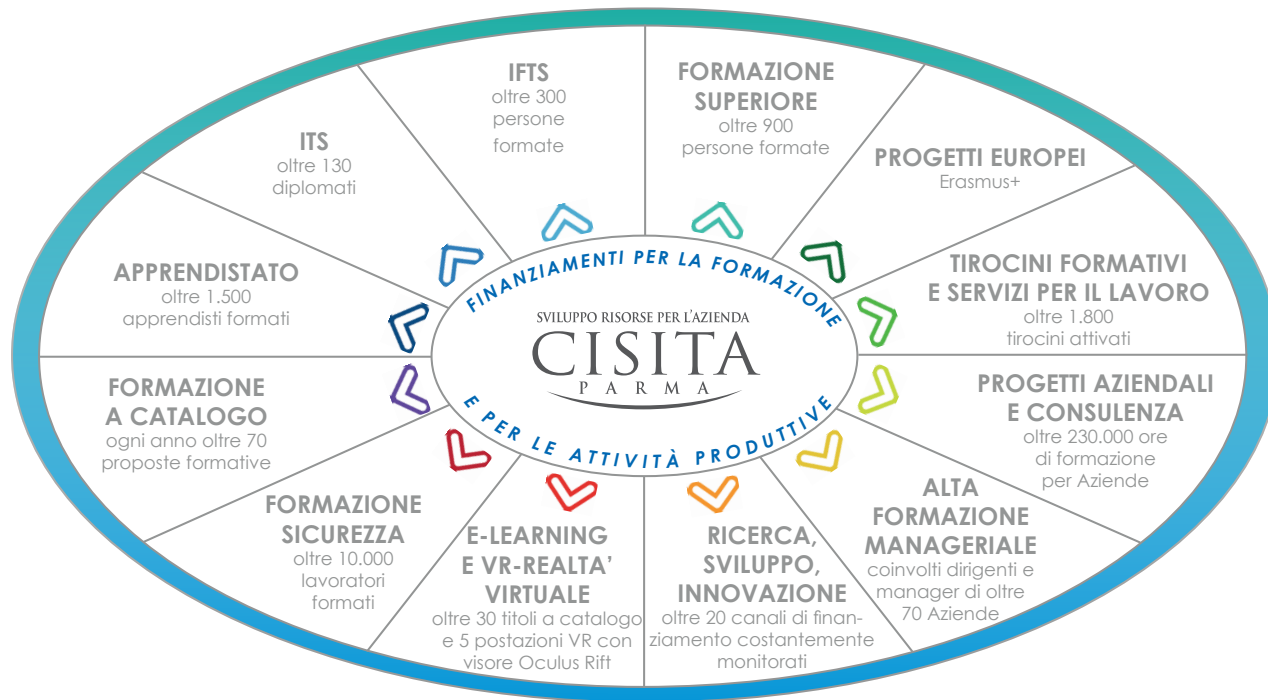 IFTS
oltre 300
persone
formate
FORMAZIONE
SUPERIORE
oltre 900
persone formate
PROGETTI EUROPEI
Erasmus+
TIROCINI FORMATIVI
E SERVIZI PER IL LAVORO
oltre 1.800
tirocini attivati
PROGETTI AZIENDALI
E CONSULENZA
oltre 230.000 ore
di formazione
per Aziende
ALTA
FORMAZIONE
MANAGERIALE
coinvolti dirigenti e
manager di oltre
70 Aziende
RICERCA,
SVILUPPO,
INNOVAZIONE
oltre 20 canali di finan-
ziamento costantemente
monitorati
E-LEARNING
E VR-REALTA'
VIRTUALE
oltre 30 titoli a catalogo
e 5 postazioni VR con
visore Oculus Rift
FORMAZIONE
SICUREZZA
oltre 10.000
lavoratori
formati
FORMAZIONE
A CATALOGO
ogni anno oltre 70
proposte formative
APPRENDISTATO
oltre 1.500
apprendisti formati
ITS
oltre 130
diplomati
FINANZIAMENTI PER LA FORMAZIONE
SVILUPPO RISORSE PER L'AZIENDA
CISITA
PARMA
E PER LE ATTIVITÀ PRODUTTIVE